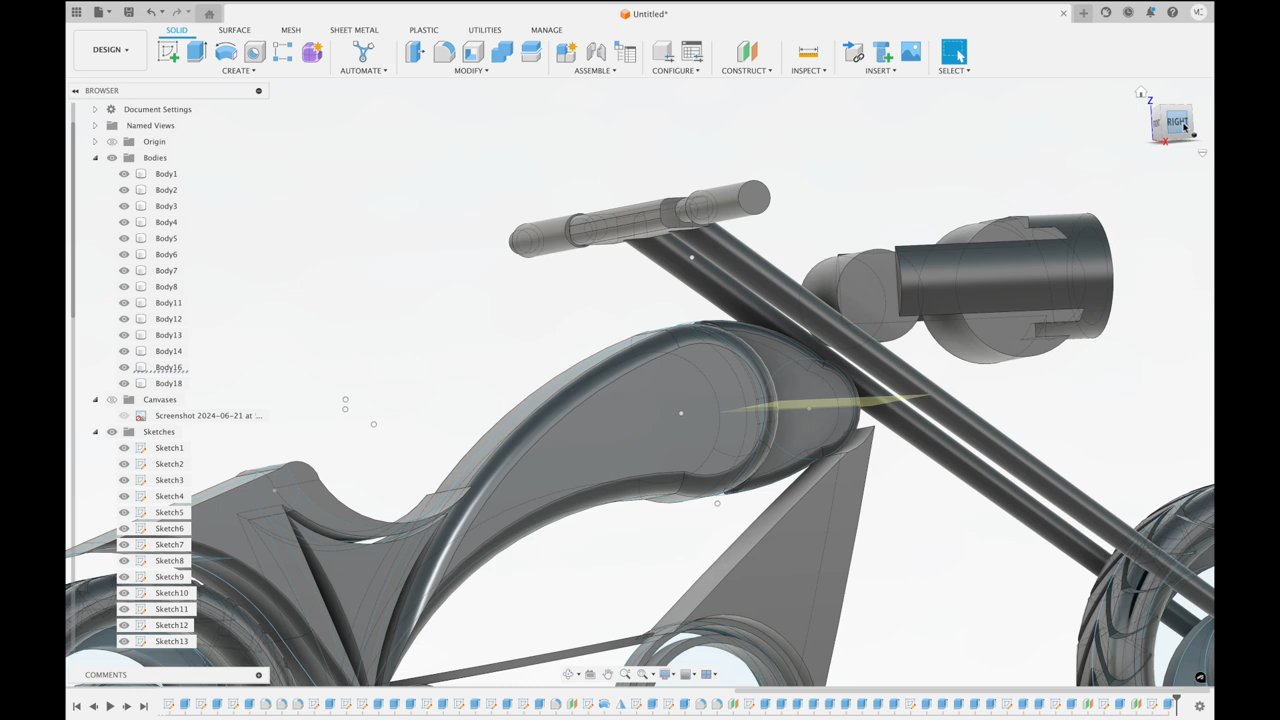 Untitled*
MC
DESIGN
SOLID
SURFACE
MESH
SHEET METAL
PLASTIC
UTILITIES
MANAGE
CREATE
AUTOMATE
MODIFY
ASSEMBLE
CONFIGURE
CONSTRUCT
INSPECT
INSERT
SELECT
BROWSER
Document Settings
Named Views
Origin
Bodies
Body1
Body2
Body3
Body4
Body5
Body6
Body7
Body8
Body11
Body12
Body13
Body14
Body16
Body18
Canvases
Screenshot 2024-06-21 at :...
Sketches
Sketch1
Sketch2
Sketch3
Sketch4
Sketch5
Sketch6
Sketch7
Sketch8
Sketch9
Sketch10
Sketch11
Sketch12
Sketch13
Z
RIGHT
X
COMMENTS